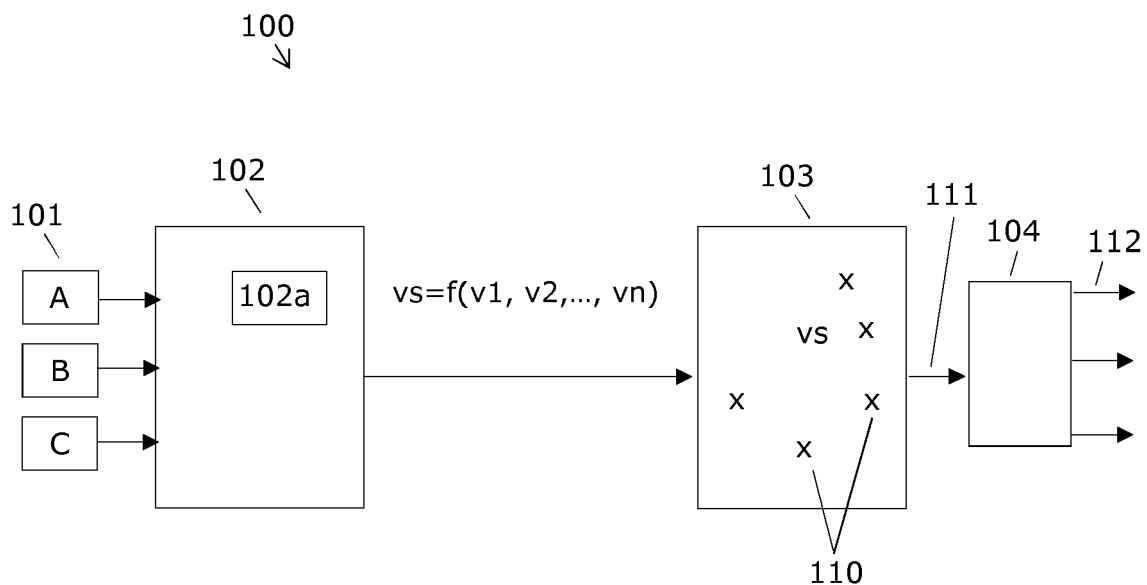 100
102
103
111
101
104
112
A
102a
vs=f(v1, v2,..., vn)
x
vs x
B
x
x
C
x
110